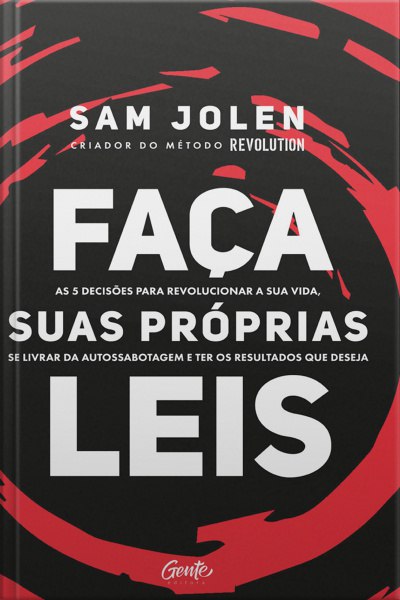 SAM JOLEN
CRIADOR DO MÉTODO REVOLUTION
FAÇA
AS 5 DECISÕES PARA REVOLUCIONAR A SUA VIDA,
SUAS PRÓPRIAS
SE LIVRAR DA AUTOSSABOTAGEM E TER OS RESULTADOS QUE DESEJA
LEIS
Gente
editora